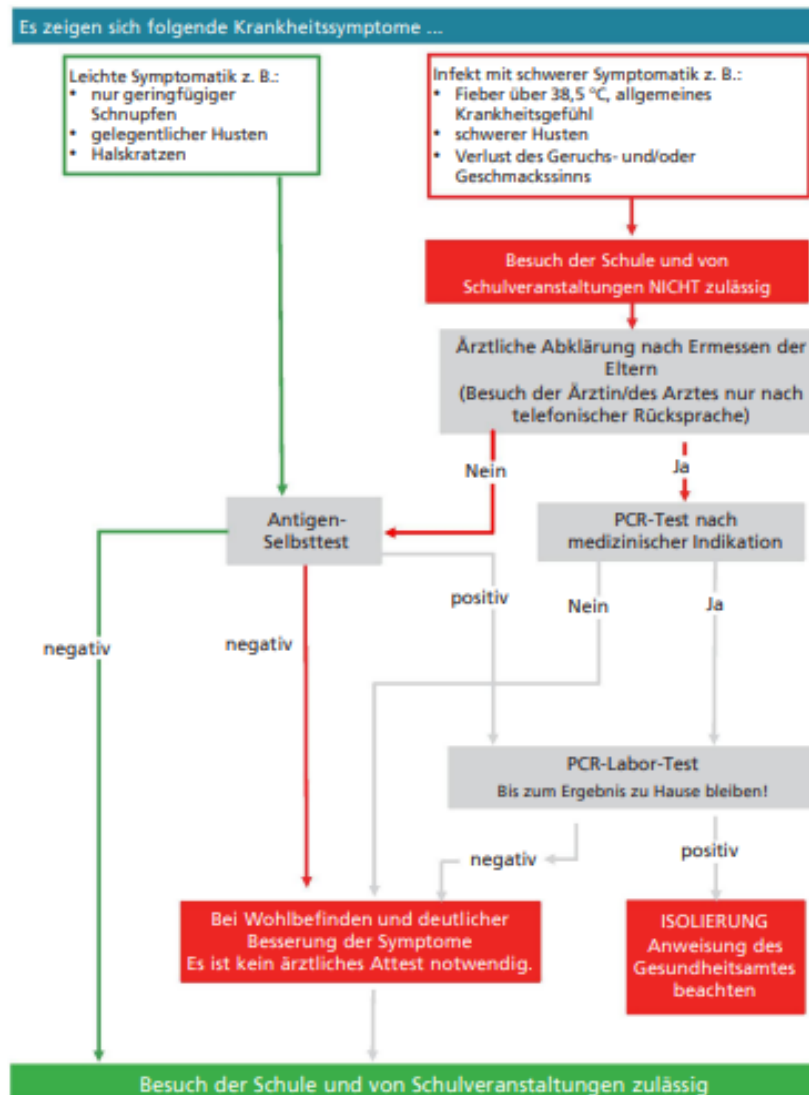 Es zeigen sich folgende Krankheitssymptome ...
Leichte Symptomatik z. B.:
• nur geringfügiger
Schnupfen
• gelegentlicher Husten
• Halskratzen
Infekt mit schwerer Symptomatik z. B.:
• Fieber über 38,5 °C, allgemeines
Krankheitsgefühl
• schwerer Husten
• Verlust des Geruchs- und/oder
Geschmackssinns
Besuch der Schule und von
Schulveranstaltungen NICHT zulässig
Ärztliche Abklärung nach Ermessen der
Eltern
(Besuch der Ärztin/des Arztes nur nach
telefonischer Rücksprache)
Nein
Ja
Antigen-
Selbsttest
PCR-Test nach
medizinischer Indikation
positiv
Nein
Ja
negativ
negativ
PCR-Labor-Test
Bis zum Ergebnis zu Hause bleiben!
negativ
positiv
Bei Wohlbefinden und deutlicher
Besserung der Symptome
Es ist kein ärztliches Attest notwendig.
ISOLIERUNG
Anweisung des
Gesundheitsamtes
beachten
Besuch der Schule und von Schulveranstaltungen zulässig